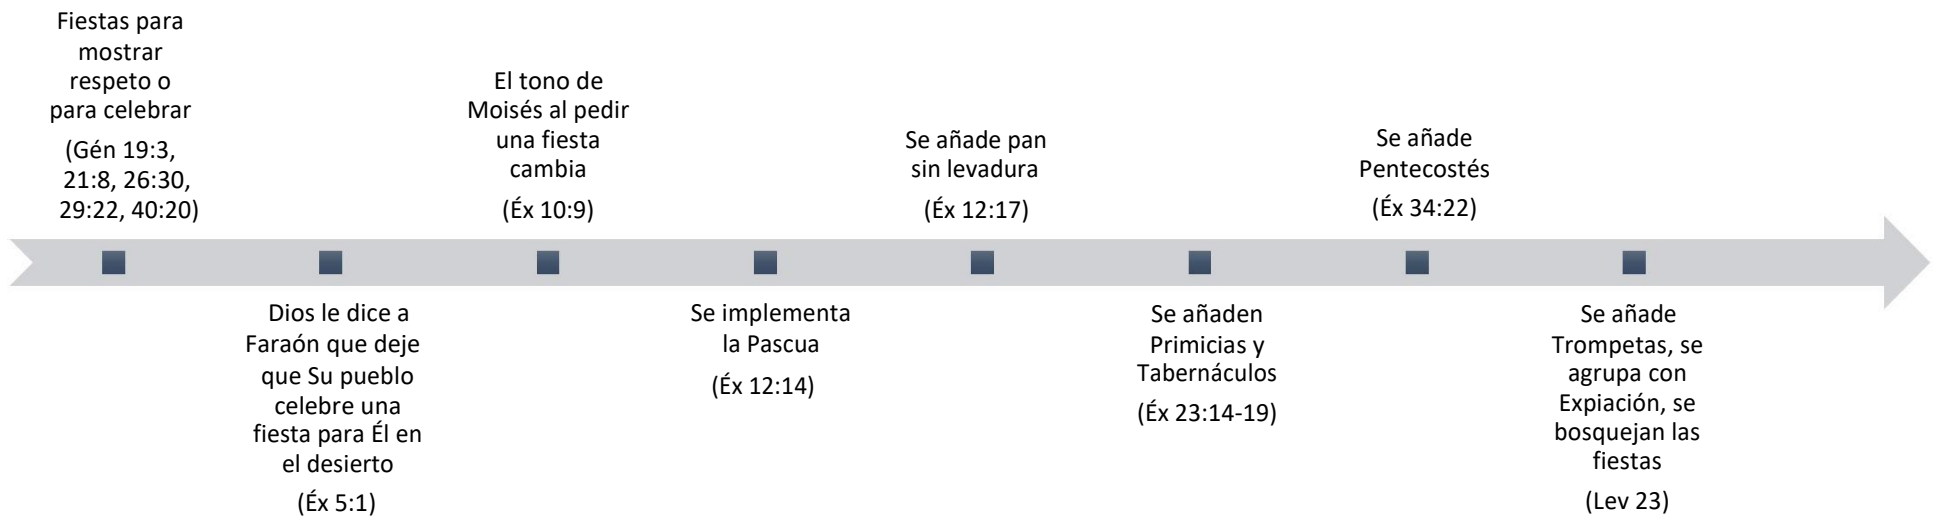 Fiestas para
mostrar
respeto o
para celebrar
(Gén 19:3,
21:8, 26:30,
29:22, 40:20)
Dios le dice a
Faraón que deje
que Su pueblo
celebre una
fiesta para Él en
el desierto
(Éx 5:1)
El tono de
Moisés al pedir
una fiesta
cambia
(Éx 10:9)
Se implementa
la Pascua
(Éx 12:14)
Se añade pan
sin levadura
(Éx 12:17)
Se añaden
Primicias y
Tabernáculos
(Éx 23:14-19)
Se añade
Pentecostés
(Éx 34:22)
Se añade
Trompetas, se
agrupa con
Expiación, se
bosquejan las
fiestas
(Lev 23)